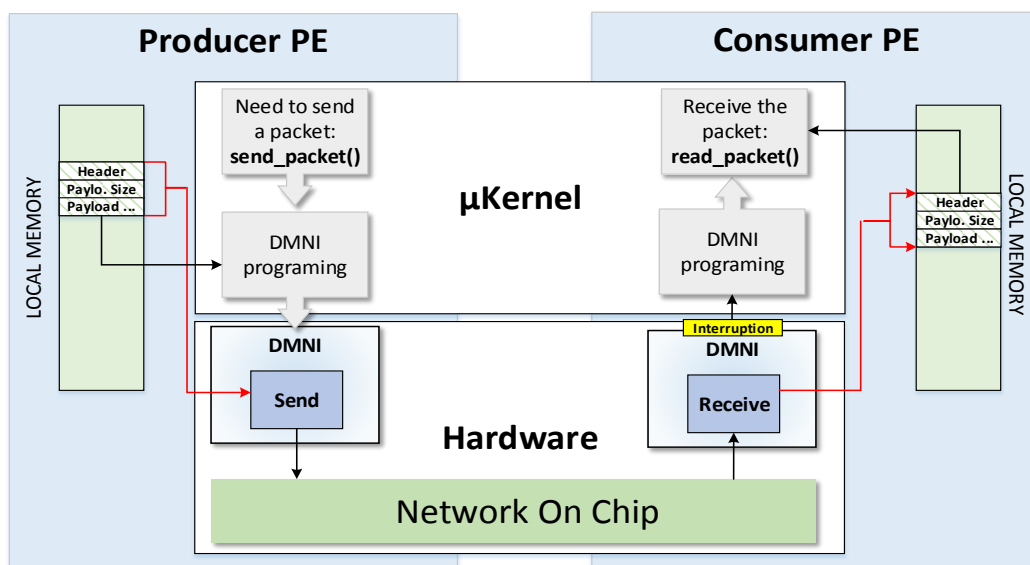 Producer PE
Consumer PE
Need to send
a packet:
send_packet()
Receive the
packet:
read_packet()
LOCAL MEMORY
Header
Paylo. Size
Payload ...
µKernel
DMNI
programing
DMNI
programing
Header
Paylo. Size
Payload ...
LOCAL MEMORY
Interruption
DMNI
Send
DMNI
Receive
Hardware
Network On Chip